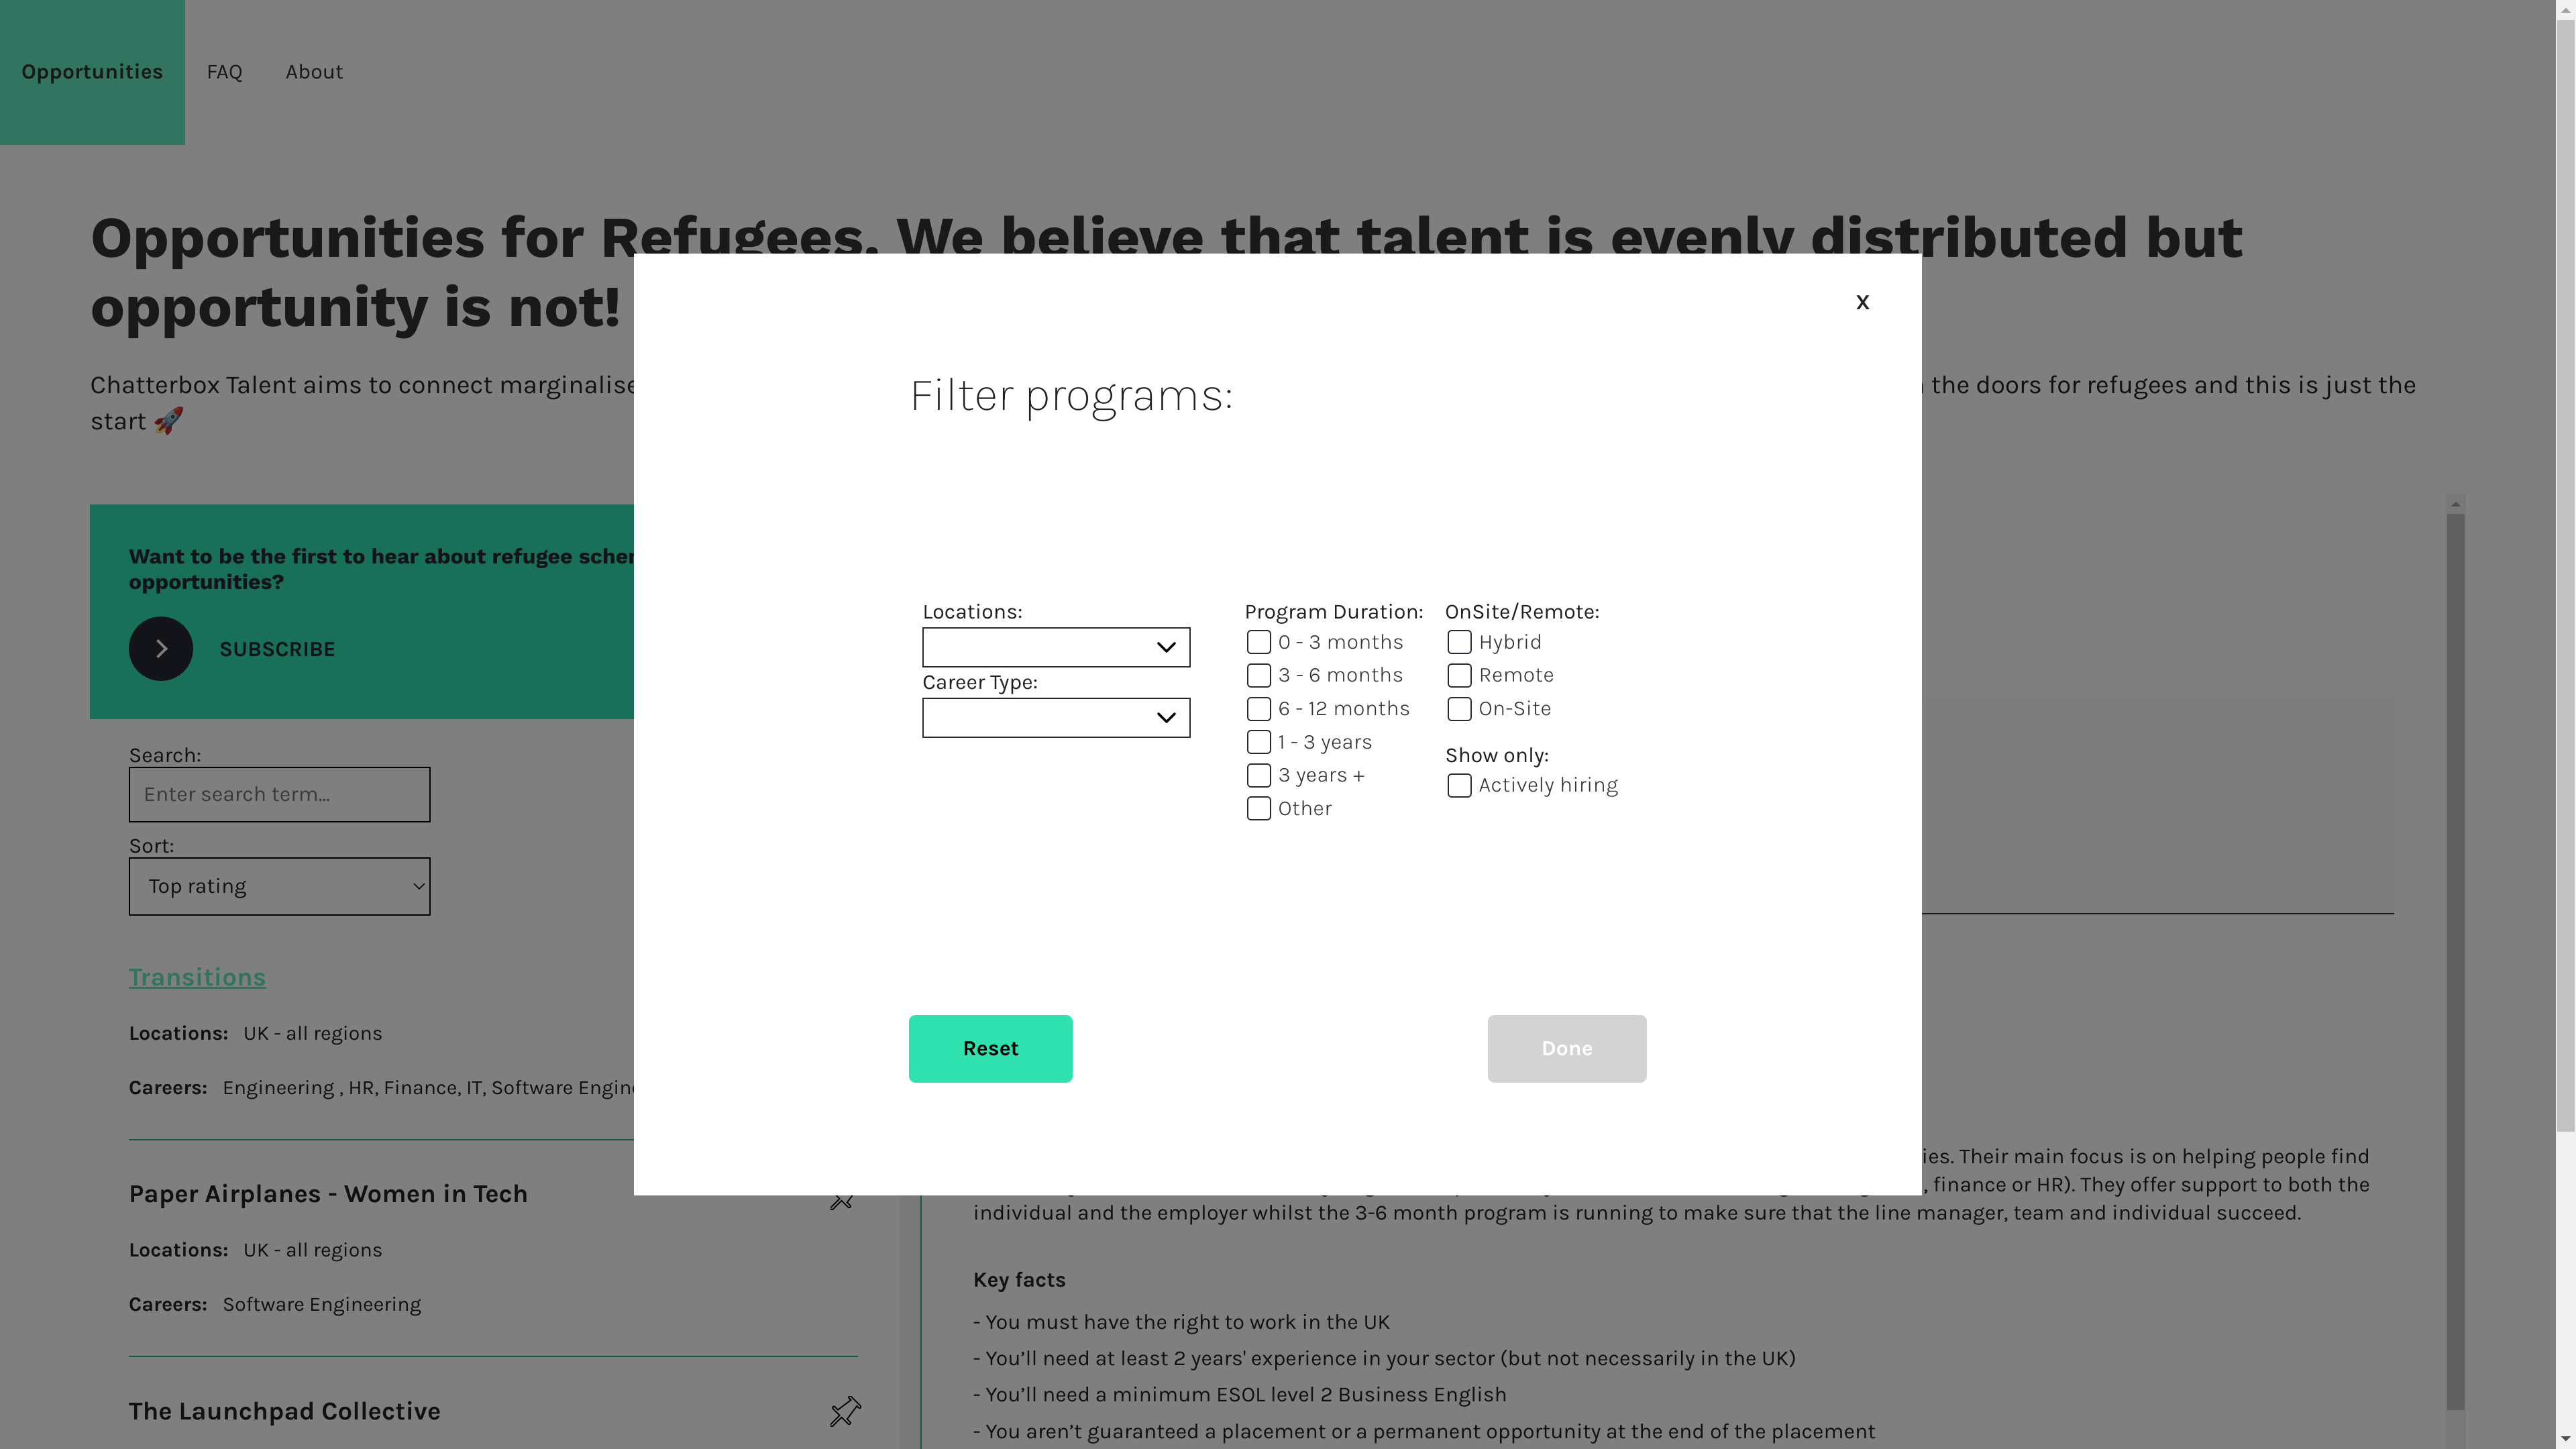 Opportunities
FAQ
About
Opportunities for Refugees. We believe that talent is evenly distributed but
opportunity is not!
Chatterbox Talent aims to connect marginalise
the doors for refugees and this is just the
start 🚀
X
Filter programs:
Want to be the first to hear about refugee
opportunities?
SUBSCRIBE
Locations:
Career Type:
Program Duration:
0 - 3 months
3 - 6 months
6 - 12 months
1 - 3 years
3 years +
Other
OnSite/Remote:
Hybrid
Remote
On-Site
Show only:
Actively hiring
Reset
Done
Search:
Enter search term...
Sort:
Top rating
Transitions
Locations: UK - all regions
Careers: Engineering , HR, Finance, IT, Software
Paper Airplanes - Women in Tech
Locations: UK - all regions
Careers: Software Engineering
The Launchpad Collective
Their main focus is on helping people find
, finance or HR). They offer support to both the
individual and the employer whilst the 3-6 month program is running to make sure that the line manager, team and individual succeed.
Key facts
- You must have the right to work in the UK
- You’ll need at least 2 years' experience in your sector (but not necessarily in the UK)
- You’ll need a minimum ESOL level 2 Business English
- You aren’t guaranteed a placement or a permanent opportunity at the end of the placement